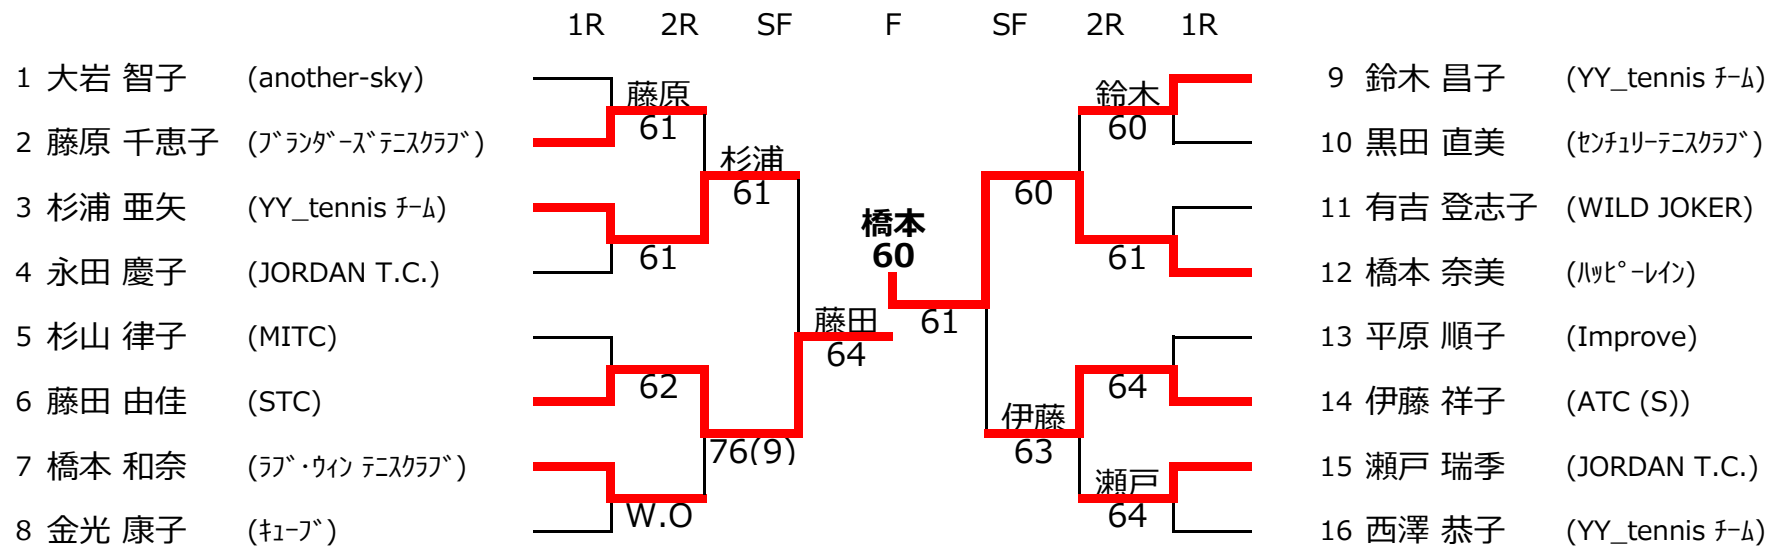 1R 2R SF F SF 2R 1R
1 大岩 智子 (another-sky)
2 藤原 千恵子 (ﾌﾞﾗﾝﾀﾞｰｽﾞﾃﾆｽｸﾗﾌﾞ)
3 杉浦 亜矢 (YY_tennis ﾁｰﾑ)
4 永田 慶子 (JORDAN T.C.)
5 杉山 律子 (MITC)
6 藤田 由佳 (STC)
7 橋本 和奈 (ﾗﾌﾞ･ｳｨﾝ ﾃﾆｽｸﾗﾌﾞ)
8 金光 康子 (ｷｭｰﾌﾞ)
藤原
61
杉浦
61
61
62
76(9)
W.O
藤田
64
橋本
60
61
60
伊藤
63
鈴木
60
61
64
瀬戸
64
9 鈴木 昌子 (YY_tennis ﾁｰﾑ)
10 黒田 直美 (ｾﾝﾁｭﾘｰﾃﾆｽｸﾗﾌﾞ)
11 有吉 登志子 (WILD JOKER)
12 橋本 奈美 (ﾊｯﾋﾟｰﾚｲﾝ)
13 平原 順子 (Improve)
14 伊藤 祥子 (ATC (S))
15 瀬戸 瑞季 (JORDAN T.C.)
16 西澤 恭子 (YY_tennis ﾁｰﾑ)